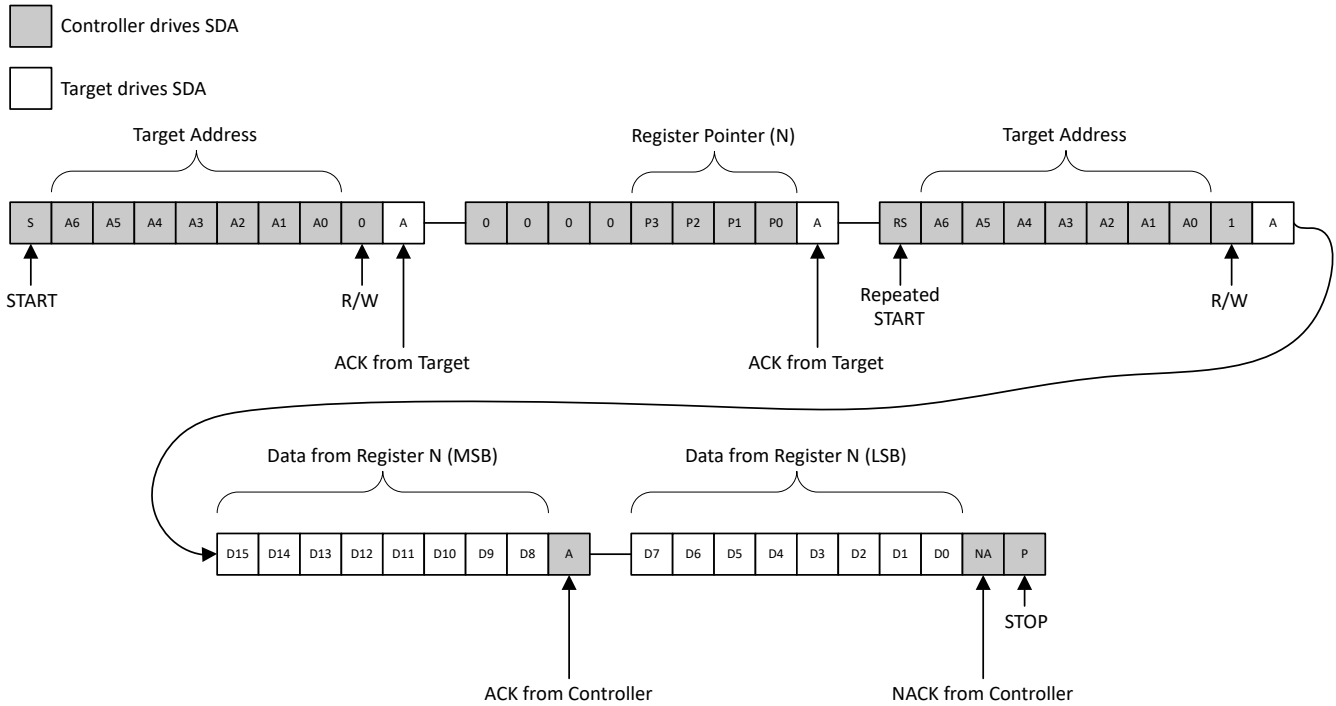 Controller drives SDA
Target drives SDA
Target Address
Register Pointer (N)
Target Address
S A6 A5 A4 A3 A2 A1 A0 0 A 0 0 0 0 P3 P2 P1 P0 A RS A6 A5 A4 A3 A2 A1 A0 1 A
START
R/W
Repeated
START
R/W
ACK from Target
ACK from Target
Data from Register N (MSB)
Data from Register N (LSB)
D15 D14 D13 D12 D11 D10 D9 D8 A D7 D6 D5 D4 D3 D2 D1 D0 NA P
STOP
ACK from Controller
NACK from Controller